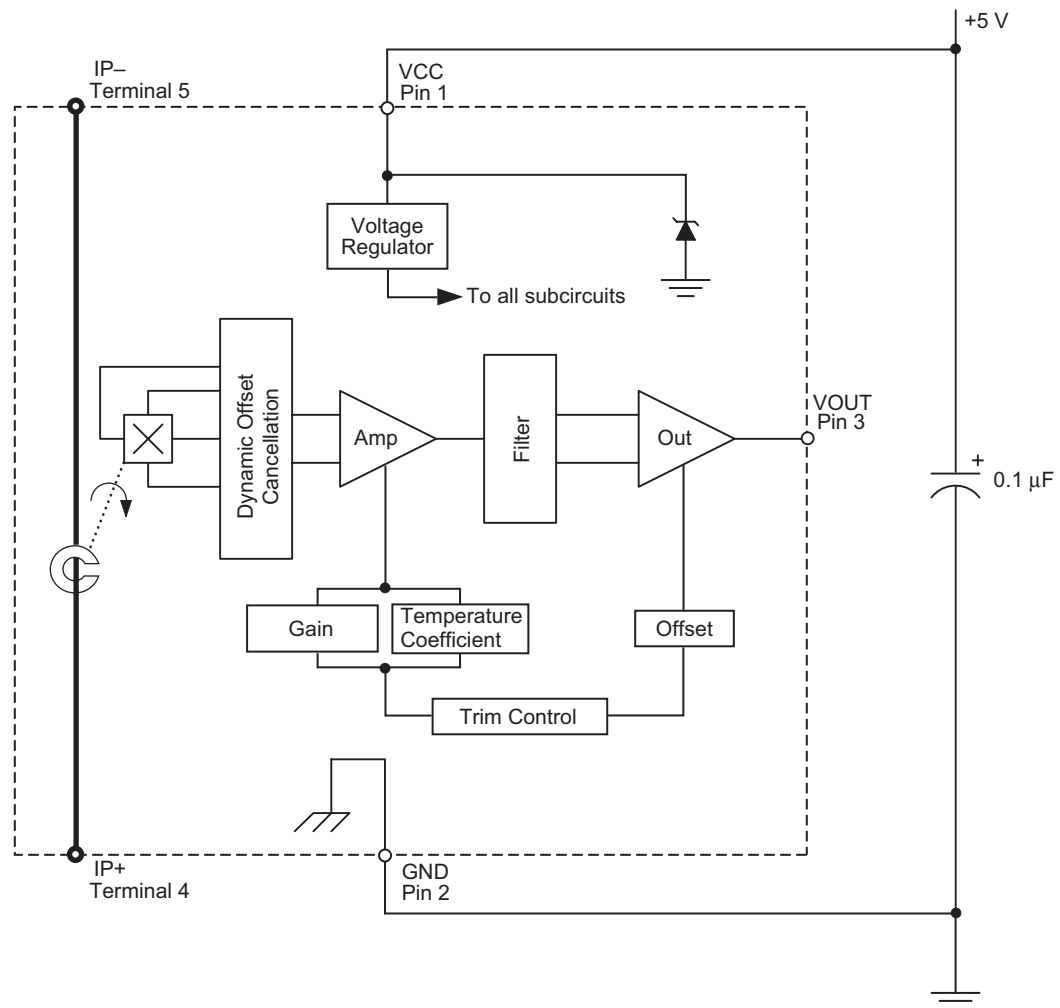 +5 V
IP–
Terminal 5
VCC
Pin 1
Voltage
Regulator
To all subcircuits
Dynamic Offset
Cancellation
Amp
Filter
Out
VOUT
Pin 3
+
0.1 μF
Gain
Temperature
Coefficient
Offset
Trim Control
IP+
Terminal 4
GND
Pin 2